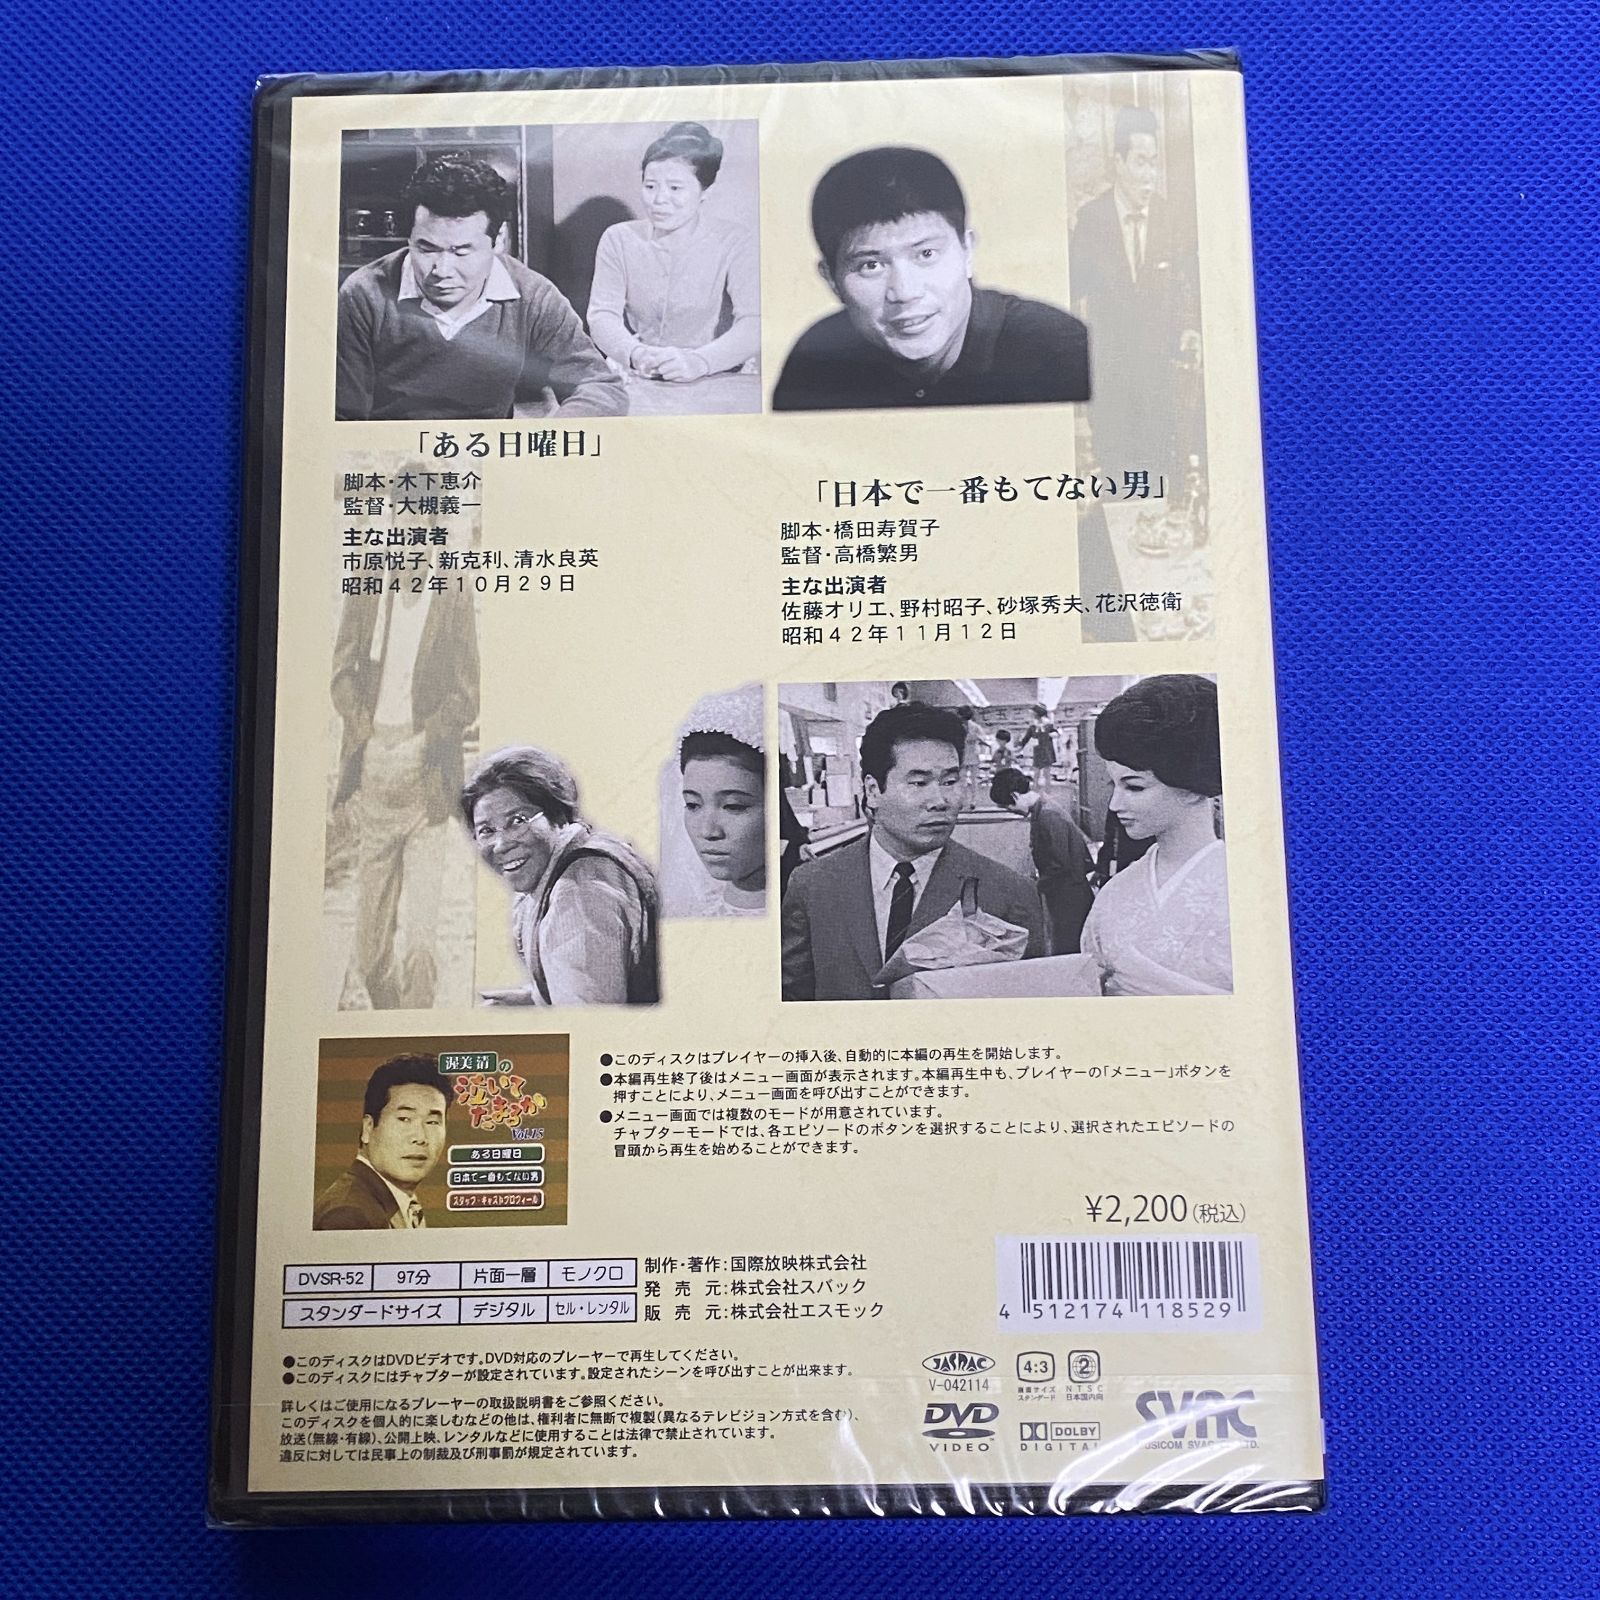 「ある日曜日」
脚本・木下恵介
監督・大槻義一
主な出演者
市原悦子、新克利、清水良英
昭和４２年１０月２９日
「日本で一番もてない男」
脚本・橋田寿賀子
監督・高橋繁男
主な出演者
佐藤オリエ、野村昭子、砂塚秀夫、花沢徳衛
昭和４２年１１月１２日
渥美清の
泣いて
たまるか
Vol.15
ある日曜日
日本で一番もてない男
スタッフ・キャストプロフィール
●このディスクはプレイヤーの挿入後、自動的に本編の再生を開始します。
●本編再生終了後はメニュー画面が表示されます。本編再生中も、プレイヤーの「メニュー」ボタンを
押すことにより、メニュー画面を呼び出すことができます。
●メニュー画面では複数のモードが用意されています。
チャプターモードでは、各エピソードのボタンを選択することにより、選択されたエピソードの
冒頭から再生を始めることができます。
¥2,200(税込)
4 512174 118529
DVSR-52 97分 片面一層 モノクロ
スタンダードサイズ デジタル セル・レンタル
制作・著作:国際放映株式会社
発売元:株式会社スバック
販売元:株式会社エスモック
●このディスクはDVDビデオです。DVD対応のプレーヤーで再生してください。
●このディスクにはチャプターが設定されています。設定されたシーンを呼び出すことが出来ます。
詳しくはご使用になるプレーヤーの取扱説明書をご参照ください。
このディスクを個人的に楽しむなどの他は、権利者に無断で複製(異なるテレビジョン方式を含む)、
放送(無線・有線)、公開上映、レンタルなどに使用することは法律で禁止されています。
違反に対しては民事上の制裁及び刑事罰が規定されています。
JASRAC
V-042114
4:3
画面サイズ
スタンダード
2
NTSC
日本国内向
DVD
VIDEO
DOLBY
DIGITAL
SVAC